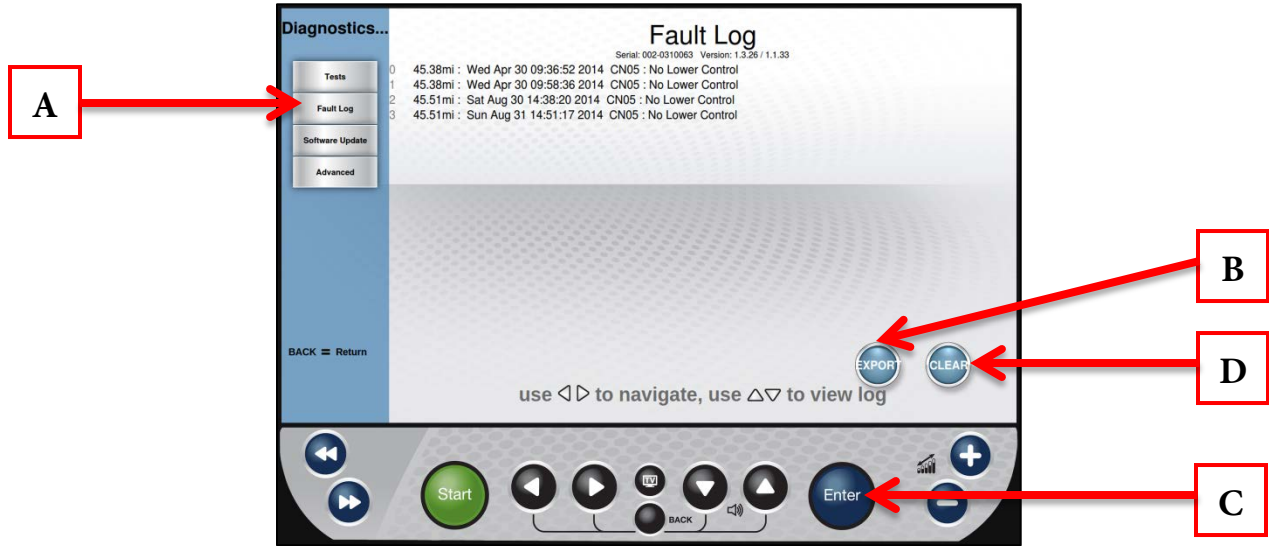 Diagnostics...
Fault Log
Serial: 002-0310063 Version: 1.3.26 / 1.1.33
Tests
Fault Log
Software Update
Advanced
0 45.38mi : Wed Apr 30 09:36:52 2014 CN05 : No Lower Control
1 45.38mi : Wed Apr 30 09:58:36 2014 CN05 : No Lower Control
2 45.51mi : Sat Aug 30 14:38:20 2014 CN05 : No Lower Control
3 45.51mi : Sun Aug 31 14:51:17 2014 CN05 : No Lower Control
A
B
BACK = Return
EXPORT
CLEAR
D
use ◁ ▷ to navigate, use △▽ to view log
TV
Start
Enter
BACK
C